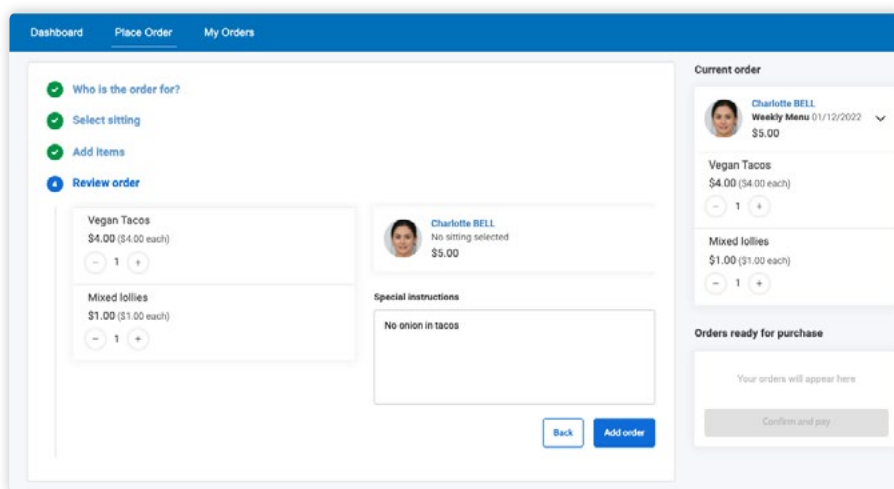 Dashboard Place Order My Orders
Who is the order for?
Select sitting
Add items
4 Review order
Vegan Tacos
$4.00 ($4.00 each)
− 1 +
Mixed lollies
$1.00 ($1.00 each)
− 1 +
Charlotte BELL
No sitting selected
$5.00
Special instructions
No onion in tacos
Back Add order
Current order
Charlotte BELL
Weekly Menu 01/12/2022
$5.00
Vegan Tacos
$4.00 ($4.00 each)
− 1 +
Mixed lollies
$1.00 ($1.00 each)
− 1 +
Orders ready for purchase
Your orders will appear here
Confirm and pay